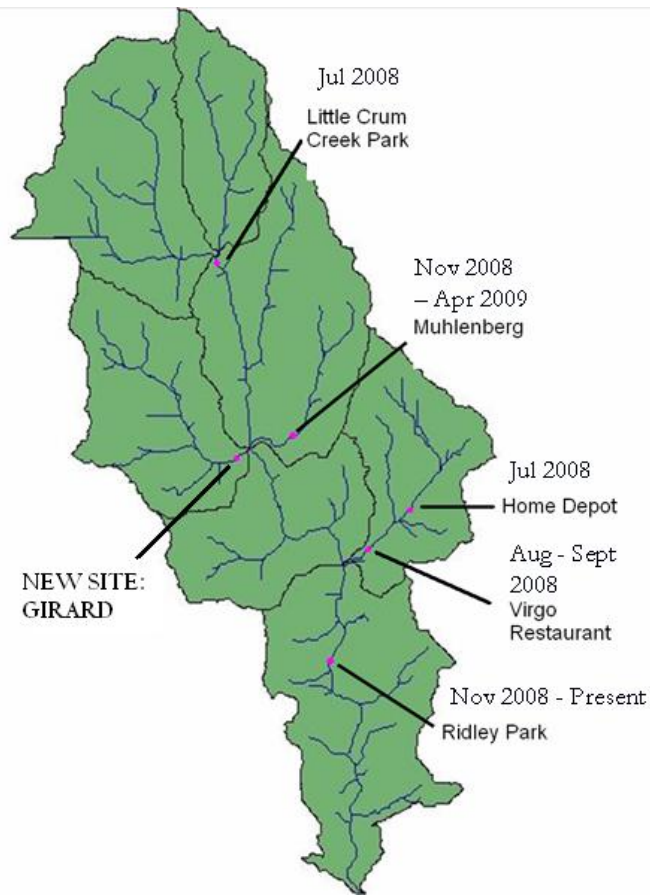 Jul 2008
Little Crum
Creek Park
Nov 2008
– Apr 2009
Muhlenberg
Jul 2008
Home Depot
Aug - Sept
2008
Virgo
Restaurant
NEW SITE:
GIRARD
Nov 2008 - Present
Ridley Park